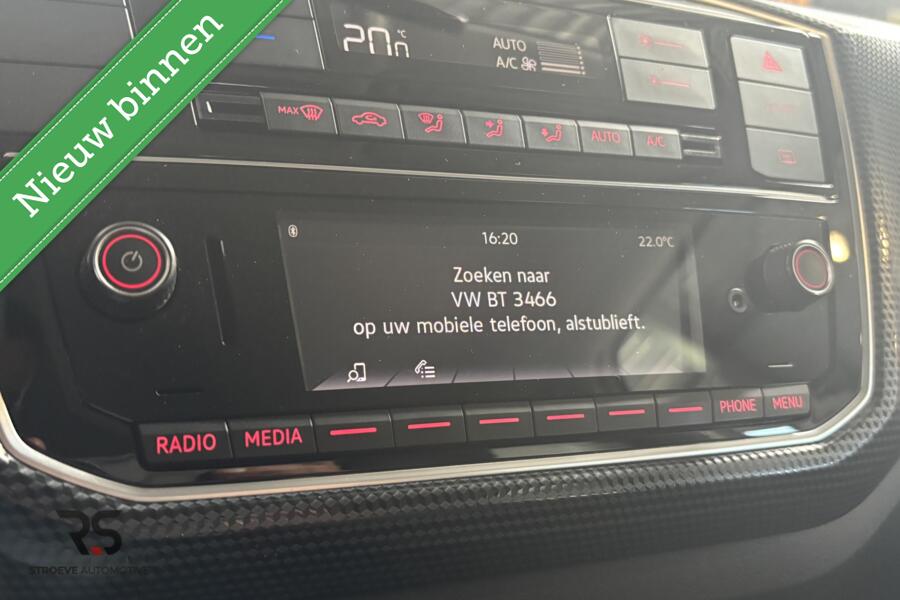 Nieuw binnen
20.0 °C
AUTO
A/C
MAX
AUTO
A/C
16:20
22.0°C
Zoeken naar
VW BT 3466
op uw mobiele telefoon, alstublieft.
RADIO
MEDIA
PHONE
MENU
RS
STROEVE AUTOMOTIVE